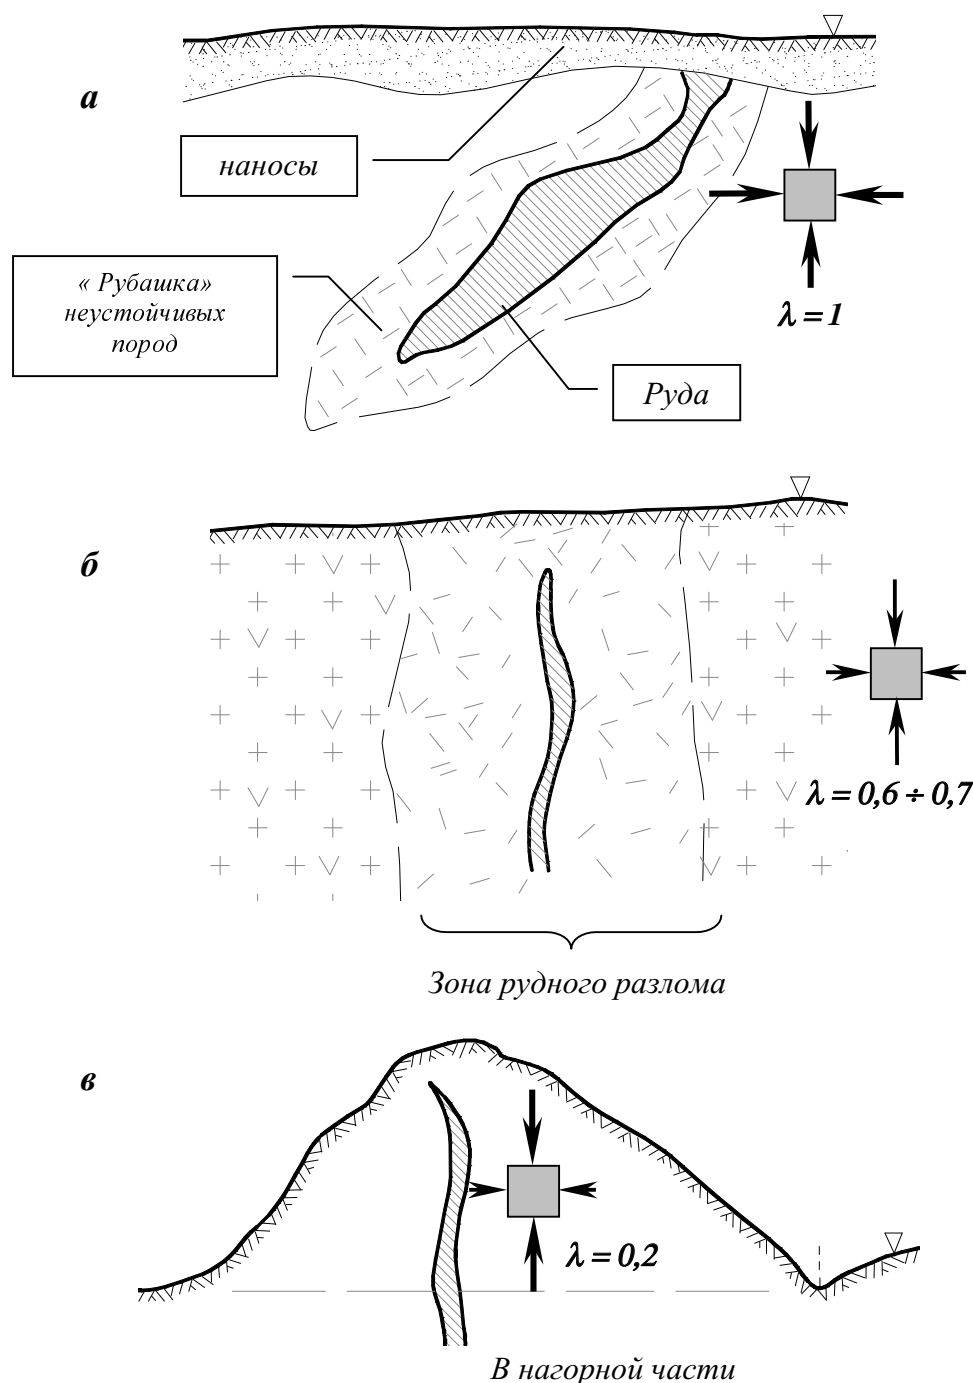 а
наносы
« Рубашка»
неустойчивых
пород
λ = 1
Руда
б
λ = 0,6 ÷ 0,7
Зона рудного разлома
в
λ = 0,2
В нагорной части